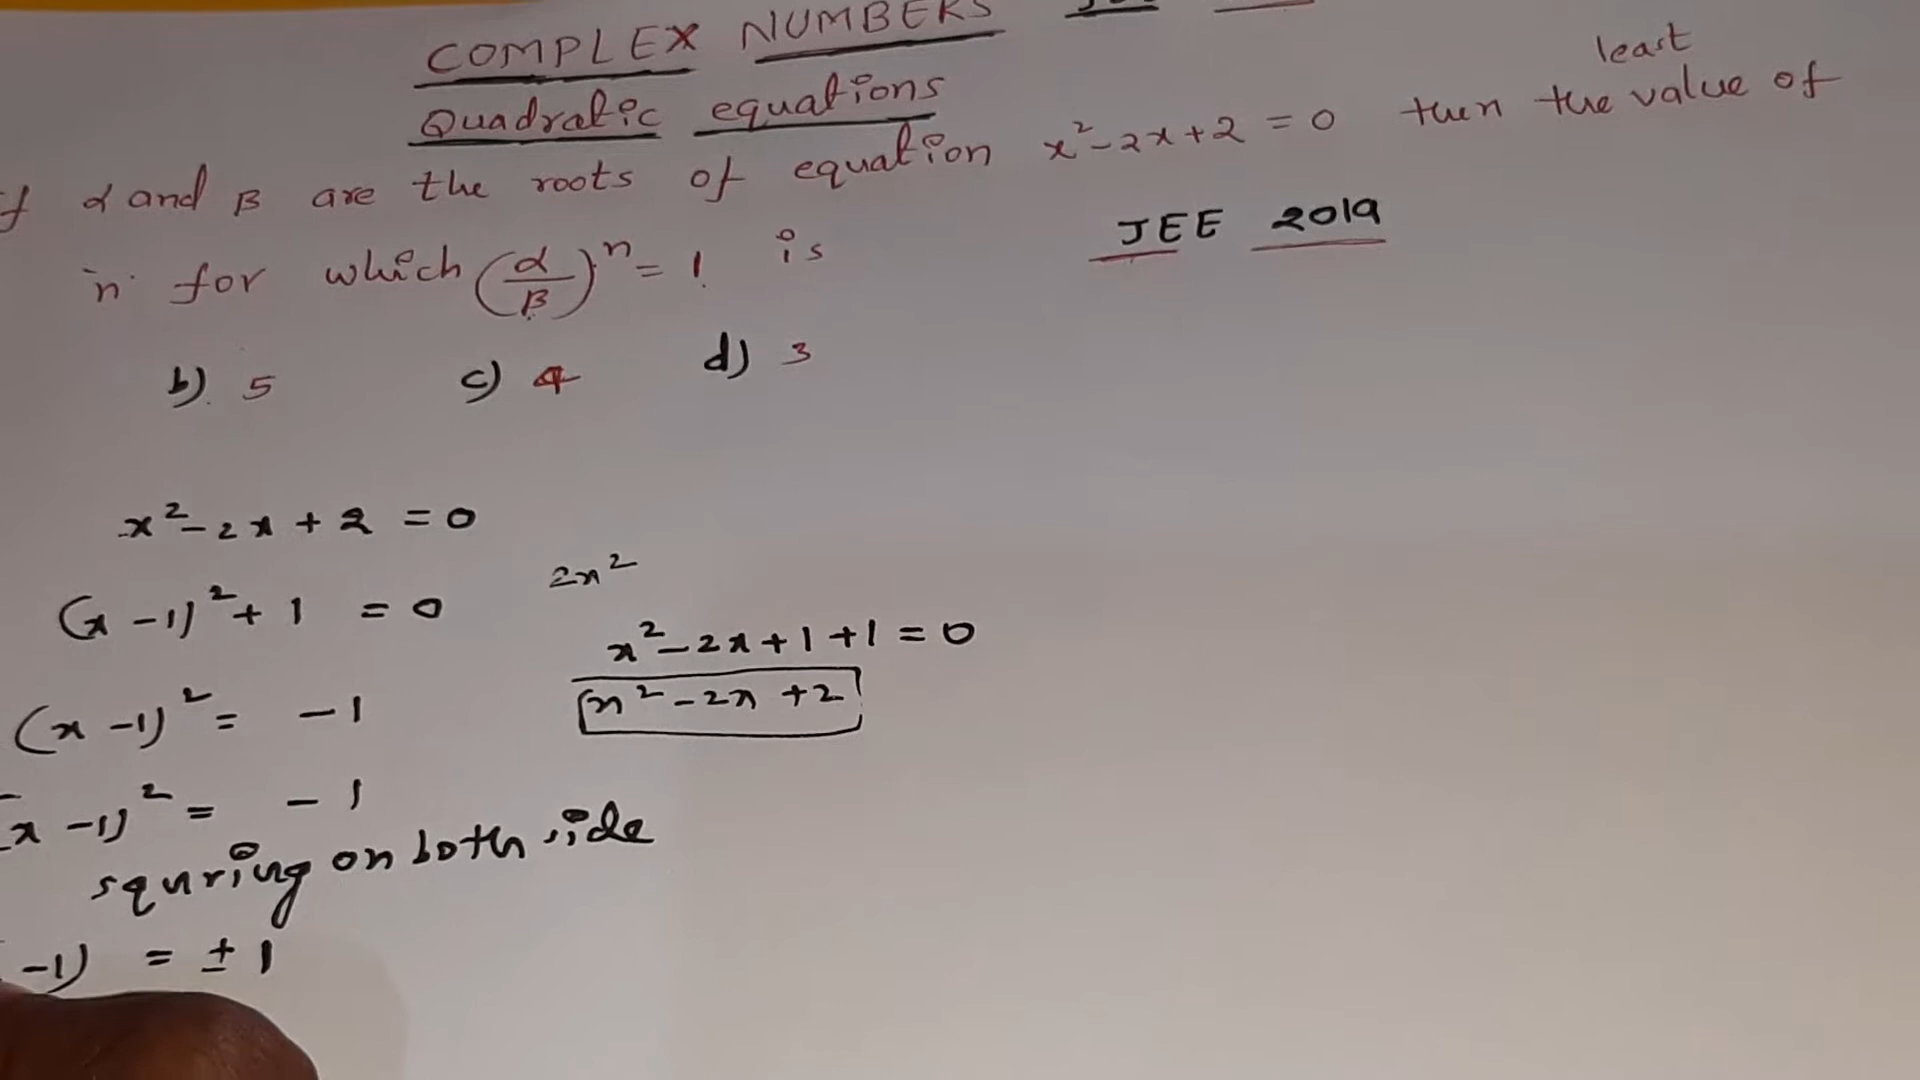 COMPLEX NUMBERS
Quadratic equations
f α and β are the roots of equation x²-2x+2 = 0 then the least value of
'n' for which (α/β)ⁿ = 1 is
JEE 2019
b) 5 c) 4 d) 3
x²-2x+2 = 0
(x-1)²+1 = 0
2x²
x²-2x+1+1 = 0
x²-2x+2
(x-1)² = -1
x-1)² = -1
squring on both side
-1) = ±1